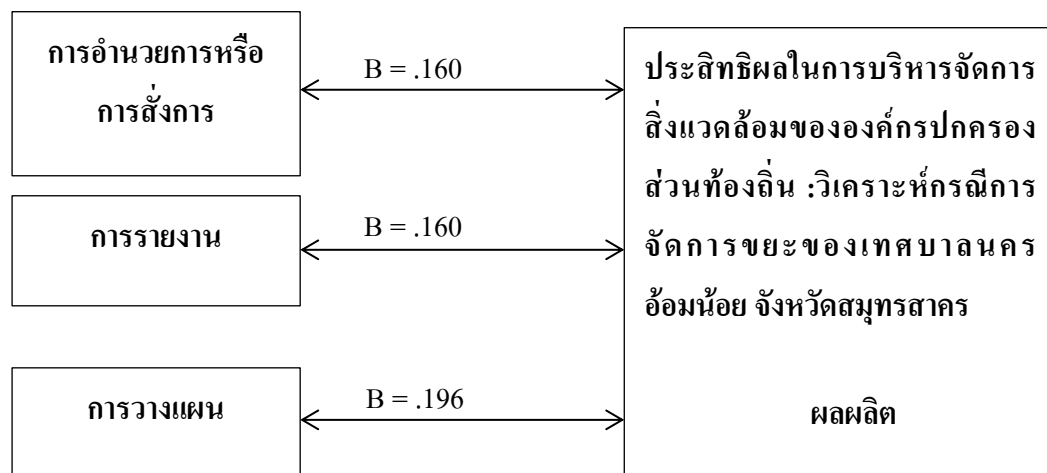 การอำนวยการหรือ
การสั่งการ
B = .160
การรายงาน
B = .160
การวางแผน
B = .196
ประสิทธิผลในการบริหารจัดการ
สิ่งแวดล้อมขององค์กรปกครอง
ส่วนท้องถิ่น :วิเคราะห์กรณีการ
จัดการขยะของเทศบาลนคร
อ้อมน้อย จังหวัดสมุทรสาคร
ผลผลิต